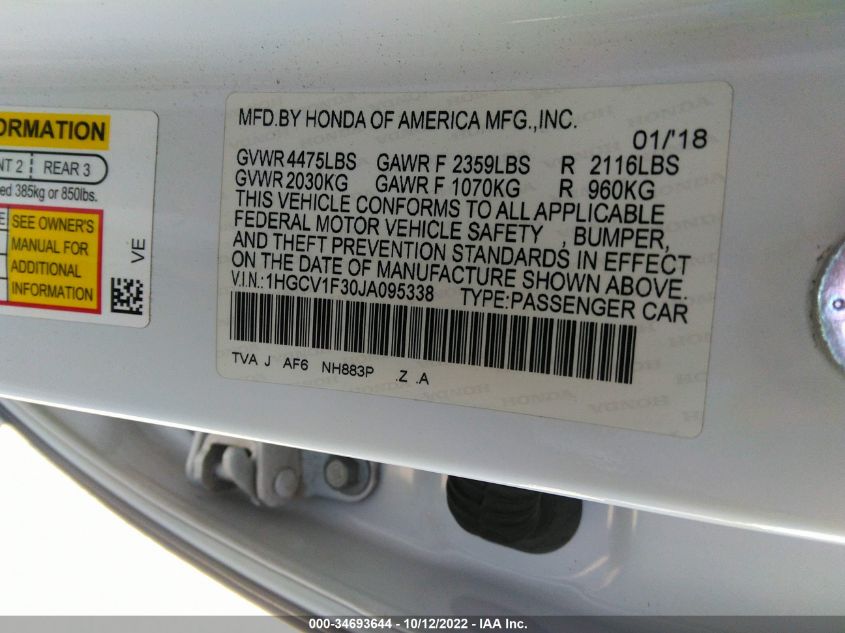 ORMATION
NT 2 REAR 3
ed 385kg or 850lbs.
SEE OWNER'S
MANUAL FOR
ADDITIONAL
INFORMATION
VE
MFD.BY HONDA OF AMERICA MFG.,INC.
01/'18
GVWR 4475LBS GAWR F 2359LBS R 2116LBS
GVWR 2030KG GAWR F 1070KG R 960KG
THIS VEHICLE CONFORMS TO ALL APPLICABLE
FEDERAL MOTOR VEHICLE SAFETY , BUMPER,
AND THEFT PREVENTION STANDARDS IN EFFECT
ON THE DATE OF MANUFACTURE SHOWN ABOVE.
V.I.N.:1HGCV1F30JA095338 TYPE:PASSENGER CAR
TVA J AF6 NH883P .Z .A
HONDA HONDA HONDA
000-34693644 - 10/12/2022 - IAA Inc.